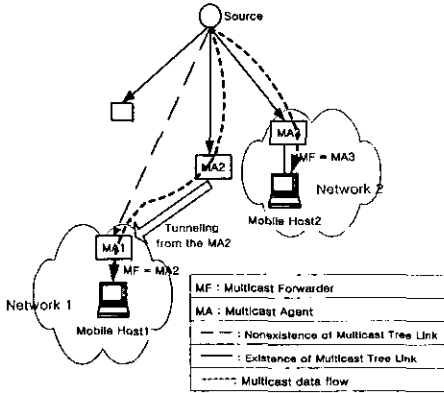 Source
MA2
MF = MA3
Network 2
Mobile Host2
Tunneling
from the MA2
MA1
MF = MA2
Network 1
Mobile Host1
MF : Multicast Forwarder
MA : Multicast Agent
: Nonexistence of Multicast Tree Link
: Existence of Multicast Tree Link
: Multicast data flow